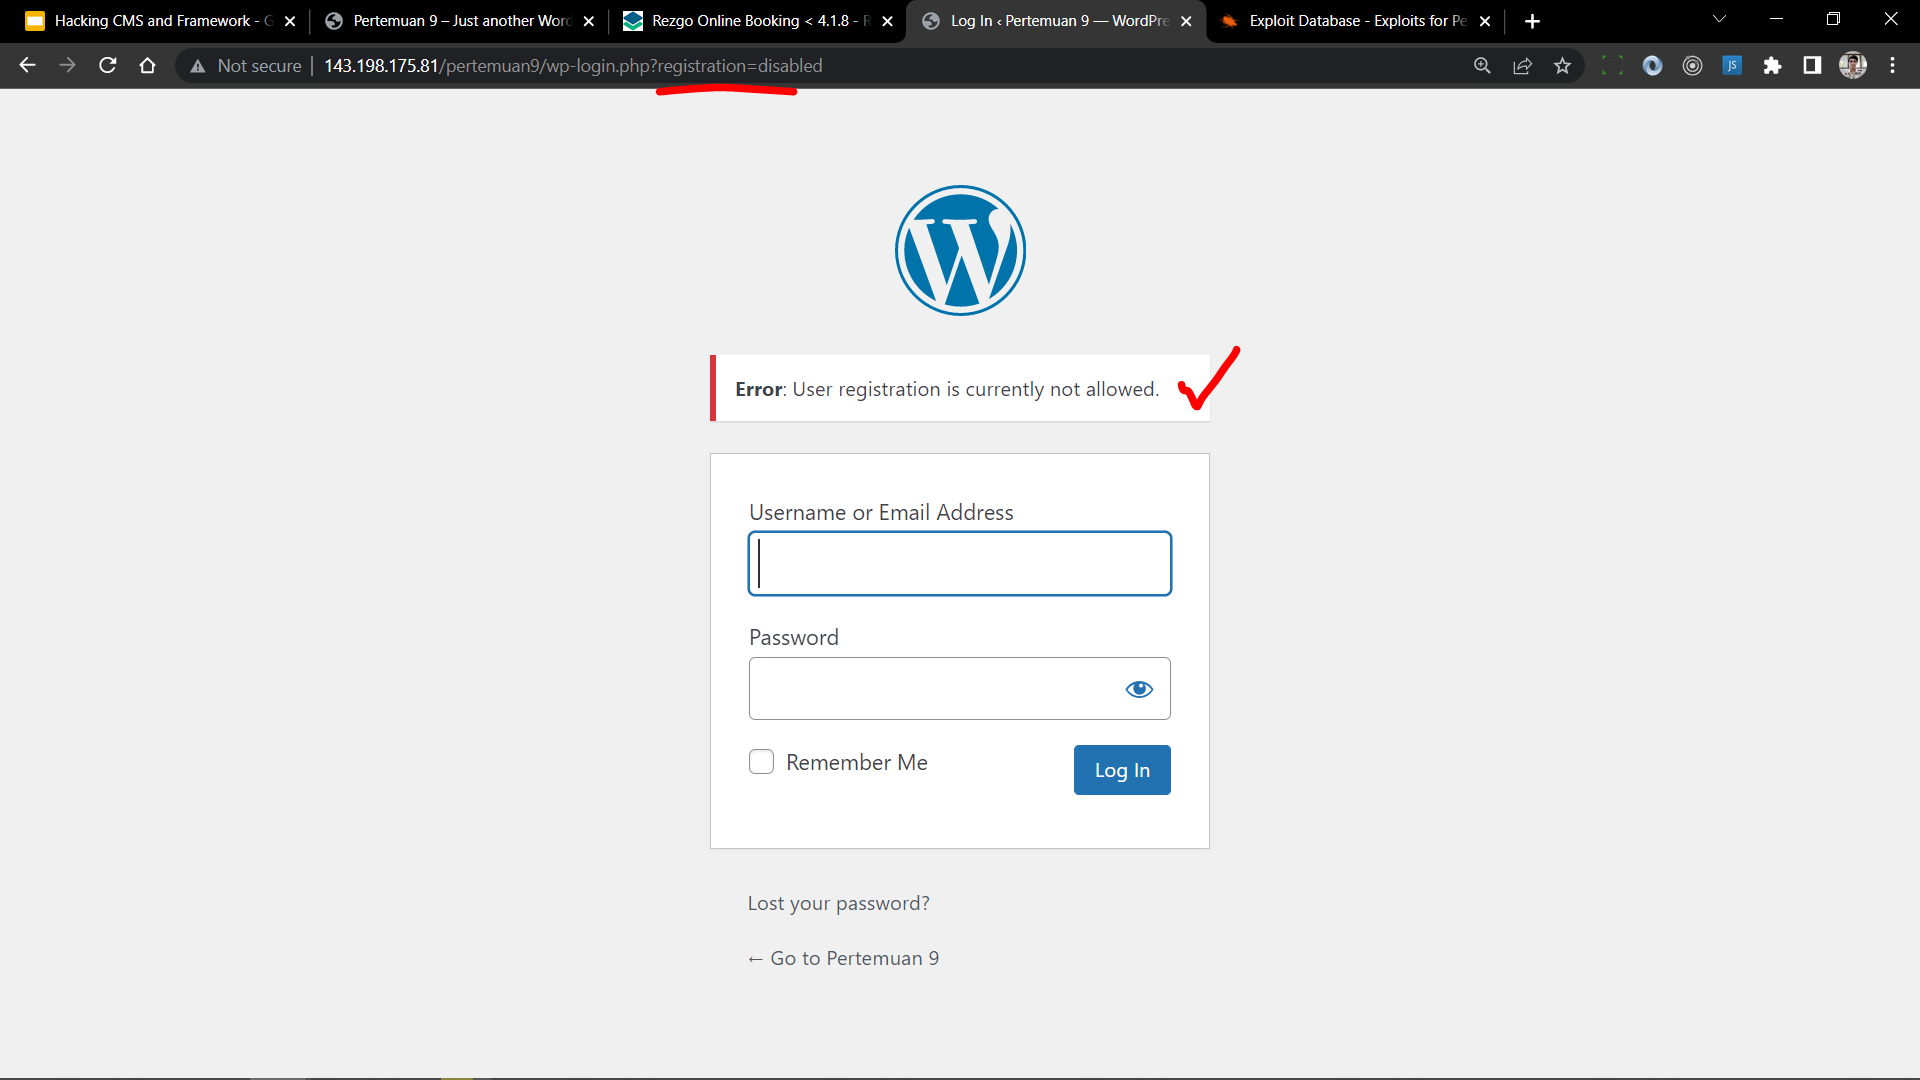 Hacking CMS and Framework - G
Pertemuan 9 – Just another Word
Rezgo Online Booking < 4.1.8 - R
Log In ‹ Pertemuan 9 — WordPre
Exploit Database - Exploits for Pe
Not secure
143.198.175.81/pertemuan9/wp-login.php?registration=disabled
JS
Error: User registration is currently not allowed.
Username or Email Address
Password
Remember Me
Log In
Lost your password?
← Go to Pertemuan 9